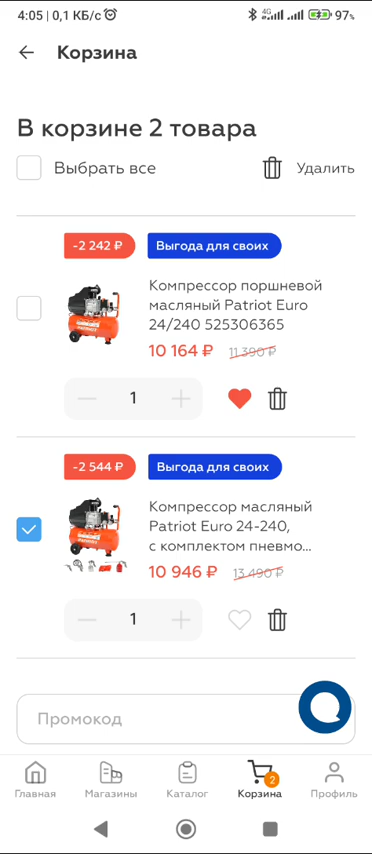 4:05 | 0,1 КБ/с
4G
97%
Корзина
В корзине 2 товара
Выбрать все
Удалить
-2 242 ₽
Выгода для своих
Компрессор поршневой
масляный Patriot Euro
24/240 525306365
10 164 ₽ 11 390 ₽
1
-2 544 ₽
Выгода для своих
Компрессор масляный
Patriot Euro 24-240,
с комплектом пневмо...
10 946 ₽ 13 490 ₽
1
Промокод
2
Главная Магазины Каталог Корзина Профиль